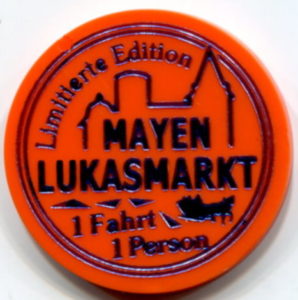 Limitierte Edition
MAYEN
LUKASMARKT
1 Fahrt
1 Person